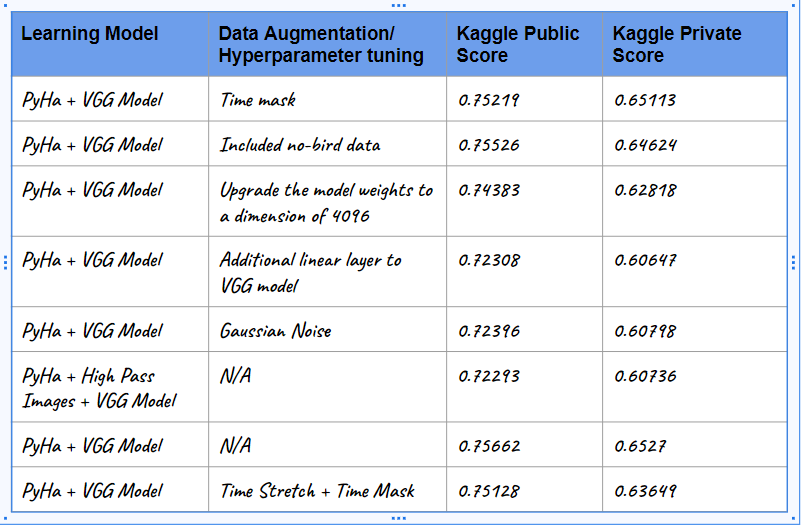 Learning Model
Data Augmentation/
Hyperparameter tuning
Kaggle Public
Score
Kaggle Private
Score
PyHa + VGG Model
Time mask
0.75219
0.65113
PyHa + VGG Model
Included no-bird data
0.75526
0.64624
PyHa + VGG Model
Upgrade the model weights to
a dimension of 4096
0.74383
0.62818
PyHa + VGG Model
Additional linear layer to
VGG model
0.72308
0.60647
PyHa + VGG Model
Gaussian Noise
0.72396
0.60798
PyHa + High Pass
Images + VGG Model
N/A
0.72293
0.60736
PyHa + VGG Model
N/A
0.75662
0.6527
PyHa + VGG Model
Time Stretch + Time Mask
0.75128
0.63649